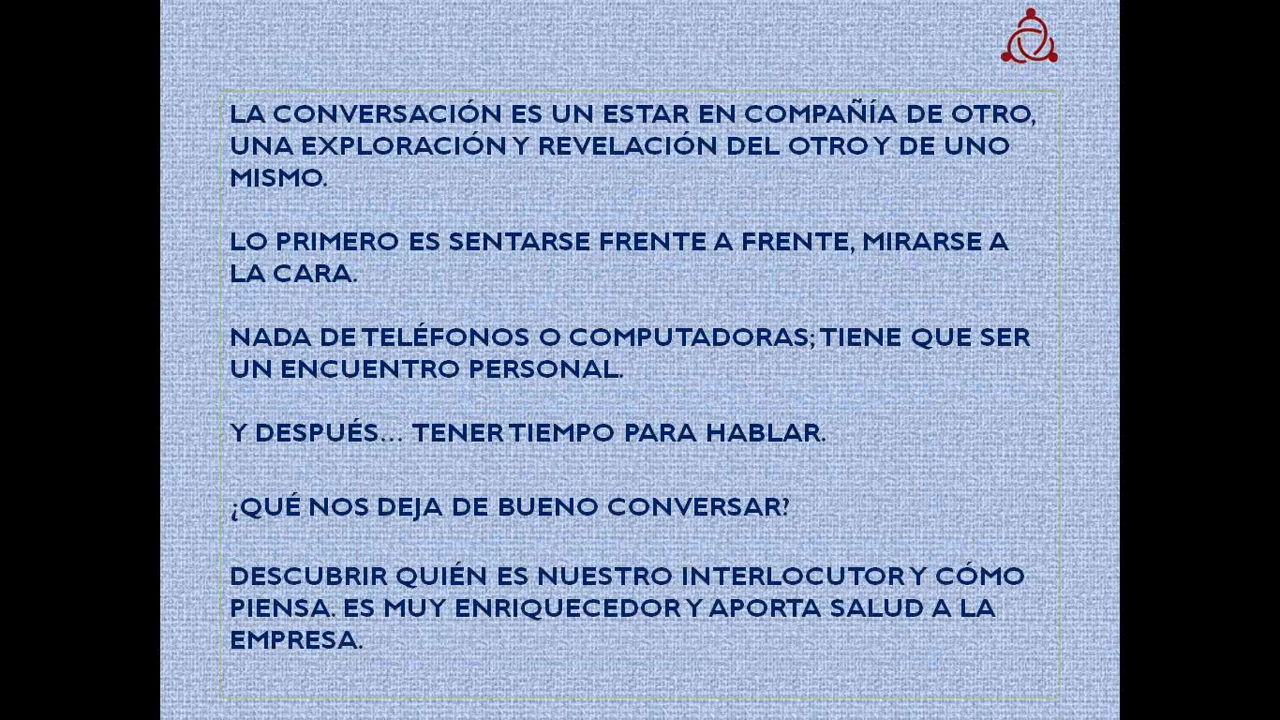 LA CONVERSACIÓN ES UN ESTAR EN COMPAÑÍA DE OTRO,
UNA EXPLORACIÓN Y REVELACIÓN DEL OTRO Y DE UNO
MISMO.
LO PRIMERO ES SENTARSE FRENTE A FRENTE, MIRARSE A
LA CARA.
NADA DE TELÉFONOS O COMPUTADORAS; TIENE QUE SER
UN ENCUENTRO PERSONAL.
Y DESPUÉS... TENER TIEMPO PARA HABLAR.
¿QUÉ NOS DEJA DE BUENO CONVERSAR?
DESCUBRIR QUIÉN ES NUESTRO INTERLOCUTOR Y CÓMO
PIENSA. ES MUY ENRIQUECEDOR Y APORTA SALUD A LA
EMPRESA.